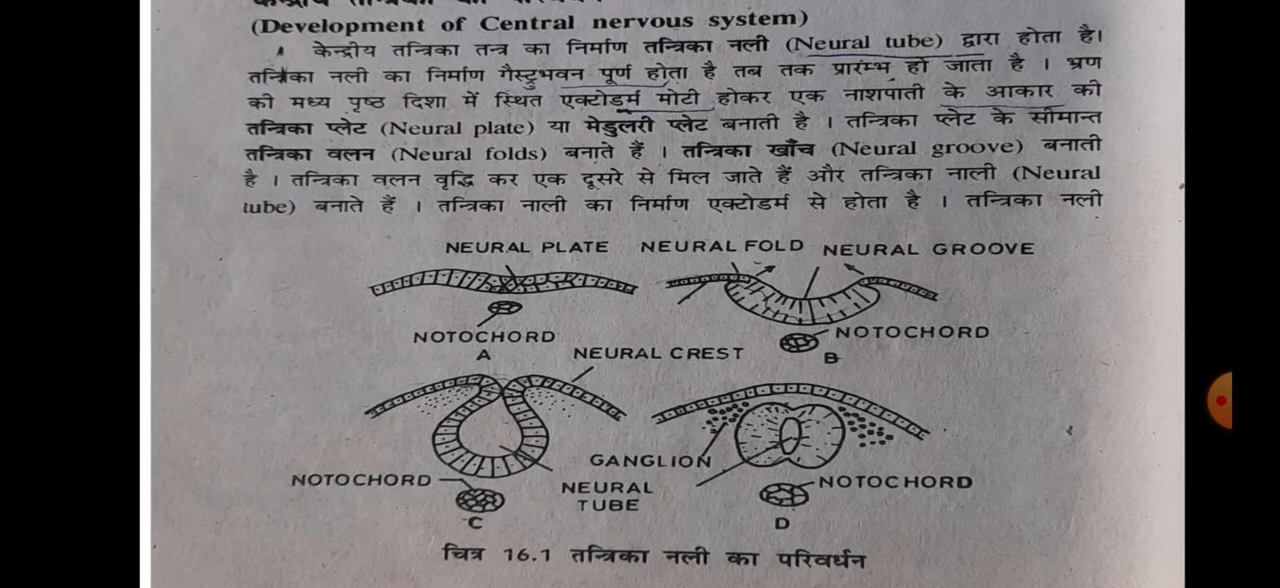 (Development of Central nervous system)
केन्द्रीय तन्त्रिका तन्त्र का निर्माण तन्त्रिका नली (Neural tube) द्वारा होता है।
तन्त्रिका नली का निर्माण गैस्ट्रुभवन पूर्ण होता है तब तक प्रारंम्भ हो जाता है । भ्रण
की मध्य पृष्ठ दिशा में स्थित एक्टोडर्म मोटी होकर एक नाशपाती के आकार की
तन्त्रिका प्लेट (Neural plate) या मेडुलरी प्लेट बनाती है । तन्त्रिका प्लेट के सीमान्त
तन्त्रिका वलन (Neural folds) बनाते हैं । तन्त्रिका खाँच (Neural groove) बनाती
है । तन्त्रिका वलन वृद्धि कर एक दूसरे से मिल जाते हैं और तन्त्रिका नाली (Neural
tube) बनाते हैं । तन्त्रिका नाली का निर्माण एक्टोडर्म से होता है । तन्त्रिका नली
NEURAL PLATE NEURAL FOLD NEURAL GROOVE
NOTOCHORD
A
NOTOCHORD
B
NEURAL CREST
NOTOCHORD
C
GANGLION
NEURAL
TUBE
NOTOCHORD
D
चित्र 16.1 तन्त्रिका नली का परिवर्धन